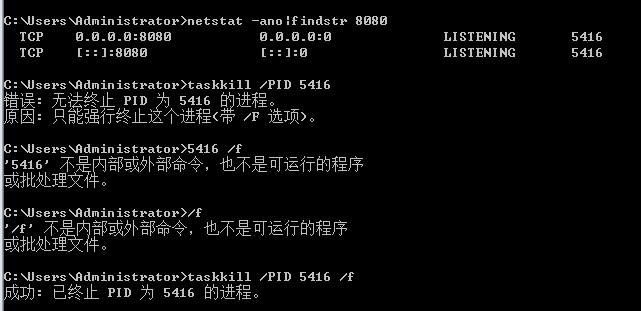 C:\Users\Administrator>netstat -ano|findstr 8080
TCP 0.0.0.0:8080 0.0.0.0:0 LISTENING 5416
TCP [::]:8080 [::]:0 LISTENING 5416
C:\Users\Administrator>taskkill /PID 5416
错误: 无法终止 PID 为 5416 的进程。
原因: 只能强行终止这个进程(带 /F 选项)。
C:\Users\Administrator>5416 /f
'5416' 不是内部或外部命令，也不是可运行的程序
或批处理文件。
C:\Users\Administrator>/f
'/f' 不是内部或外部命令，也不是可运行的程序
或批处理文件。
C:\Users\Administrator>taskkill /PID 5416 /f
成功: 已终止 PID 为 5416 的进程。